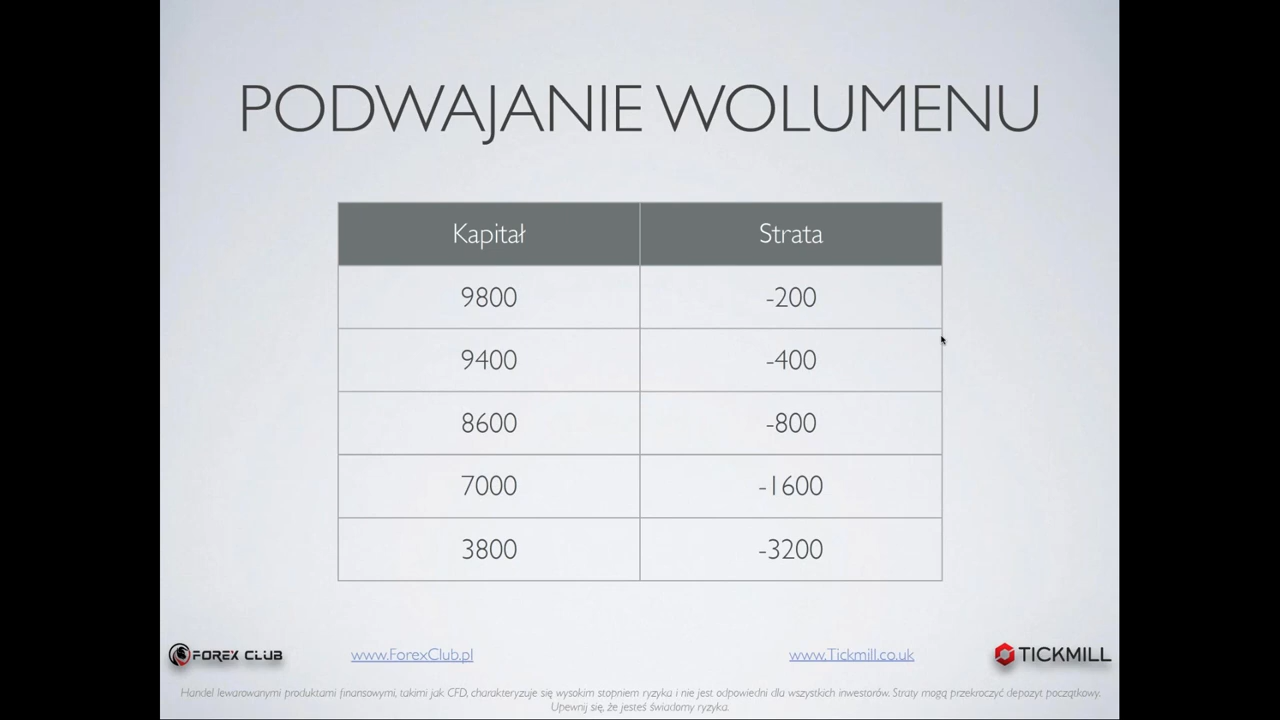 PODWAJANIE WOLUMENU
Kapitał Strata
9800 -200
9400 -400
8600 -800
7000 -1600
3800 -3200
FOREX CLUB www.ForexClub.pl www.Tickmill.co.uk TICKMILL
Handel lewarowanymi produktami finansowymi, takimi jak CFD, charakteryzuje się wysokim stopniem ryzyka i nie jest odpowiedni dla wszystkich inwestorów. Straty mogą przekroczyć depozyt początkowy.
Upewnij się, że jesteś świadomy ryzyka.